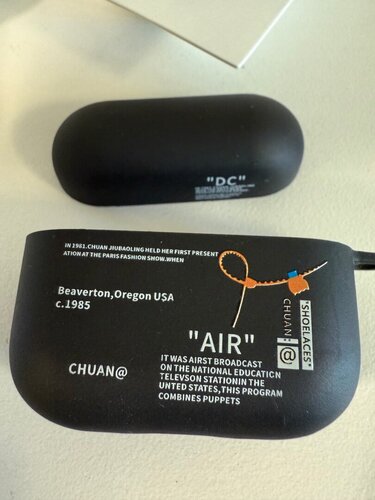 "DC"
IN 1981.CHUAN JIUBAOLING HELD HER FIRST PRESENT
ATION AT THE PARIS FASHION SHOW.WHEN
Beaverton,Oregon USA
c.1985
"AIR"
CHUAN@
IT WAS AIRST BROADCAST
ON THE NATIONAL EDUCATION
TELEVSON STATIONIN THE
UNTED STATES,THIS PROGRAM
COMBINES PUPPETS
"SHOELACES"
CHUAN
@